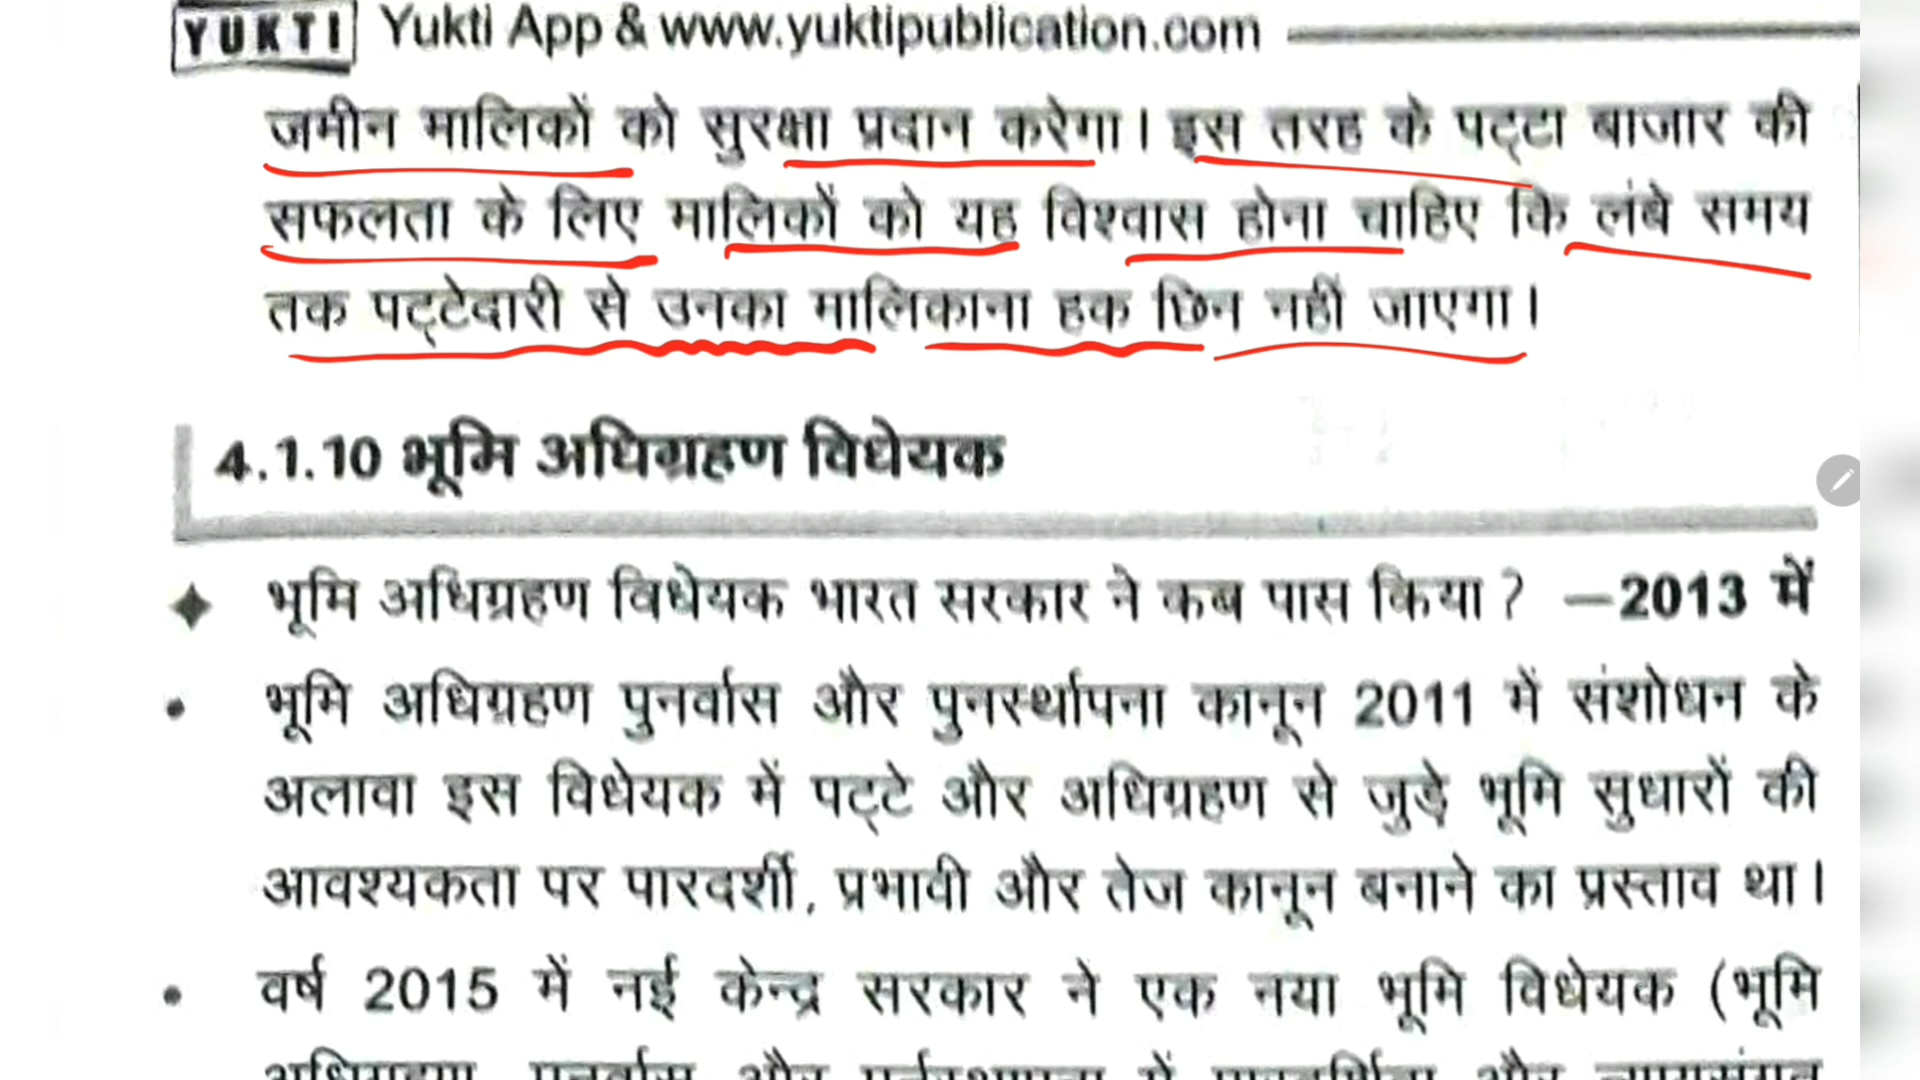 YUKTI Yukti App & www.yuktipublication.com
जमीन मालिकों को सुरक्षा प्रदान करेगा। इस तरह के पट्टा बाजार की
सफलता के लिए मालिकों को यह विश्वास होना चाहिए कि लंबे समय
तक पट्टेदारी से उनका मालिकाना हक छिन नहीं जाएगा।
4.1.10 भूमि अधिग्रहण विधेयक
भूमि अधिग्रहण विधेयक भारत सरकार ने कब पास किया? —2013 में
भूमि अधिग्रहण पुनर्वास और पुनर्स्थापना कानून 2011 में संशोधन के
अलावा इस विधेयक में पट्टे और अधिग्रहण से जुड़े भूमि सुधारों की
आवश्यकता पर पारदर्शी, प्रभावी और तेज कानून बनाने का प्रस्ताव था।
वर्ष 2015 में नई केन्द्र सरकार ने एक नया भूमि विधेयक (भूमि